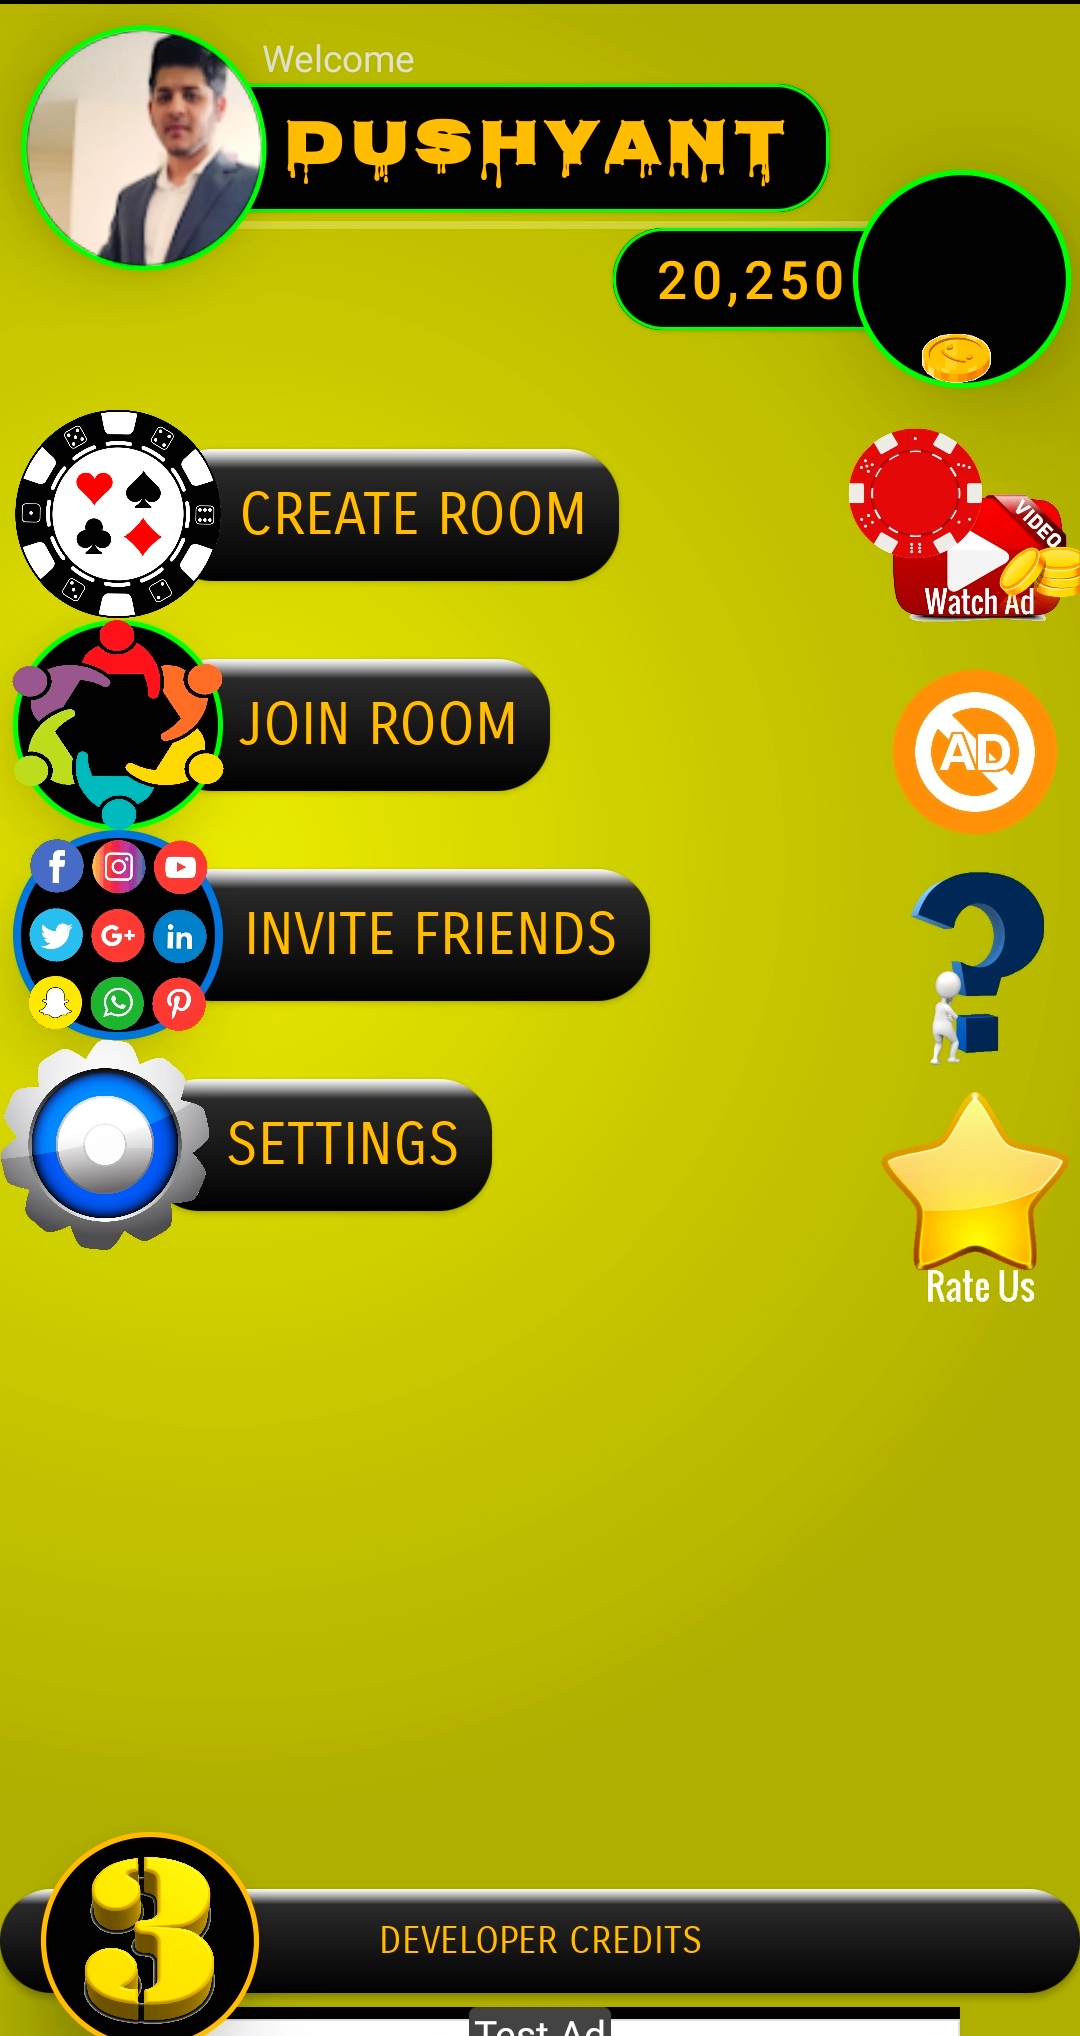 Welcome
DUSHYANT
20,250
CREATE ROOM
VIDEO
Watch Ad
JOIN ROOM
AD
f
INVITE FRIENDS
G+
in
SETTINGS
Rate Us
3
DEVELOPER CREDITS
Test Ad